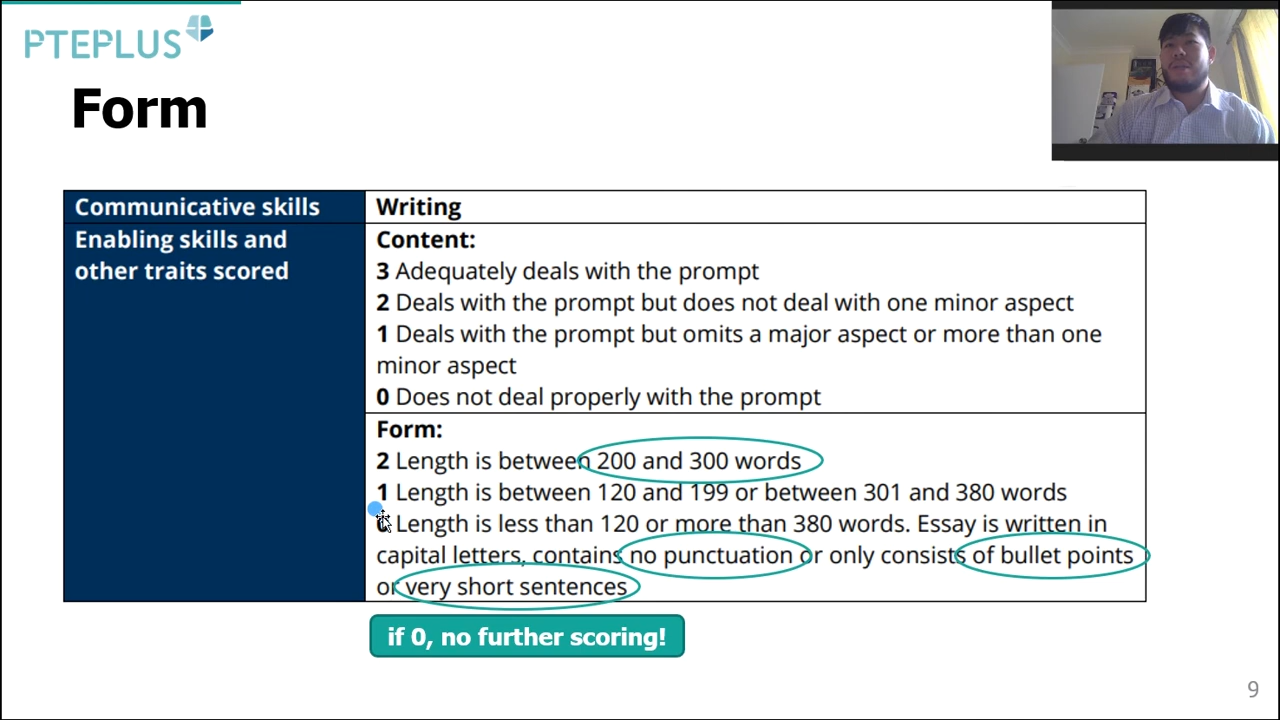 PTEPLUS
Form
Communicative skills
Writing
Enabling skills and
other traits scored
Content:
3 Adequately deals with the prompt
2 Deals with the prompt but does not deal with one minor aspect
1 Deals with the prompt but omits a major aspect or more than one
minor aspect
0 Does not deal properly with the prompt
Form:
2 Length is between 200 and 300 words
1 Length is between 120 and 199 or between 301 and 380 words
0 Length is less than 120 or more than 380 words. Essay is written in
capital letters, contains no punctuation or only consists of bullet points
or very short sentences
if 0, no further scoring!
9